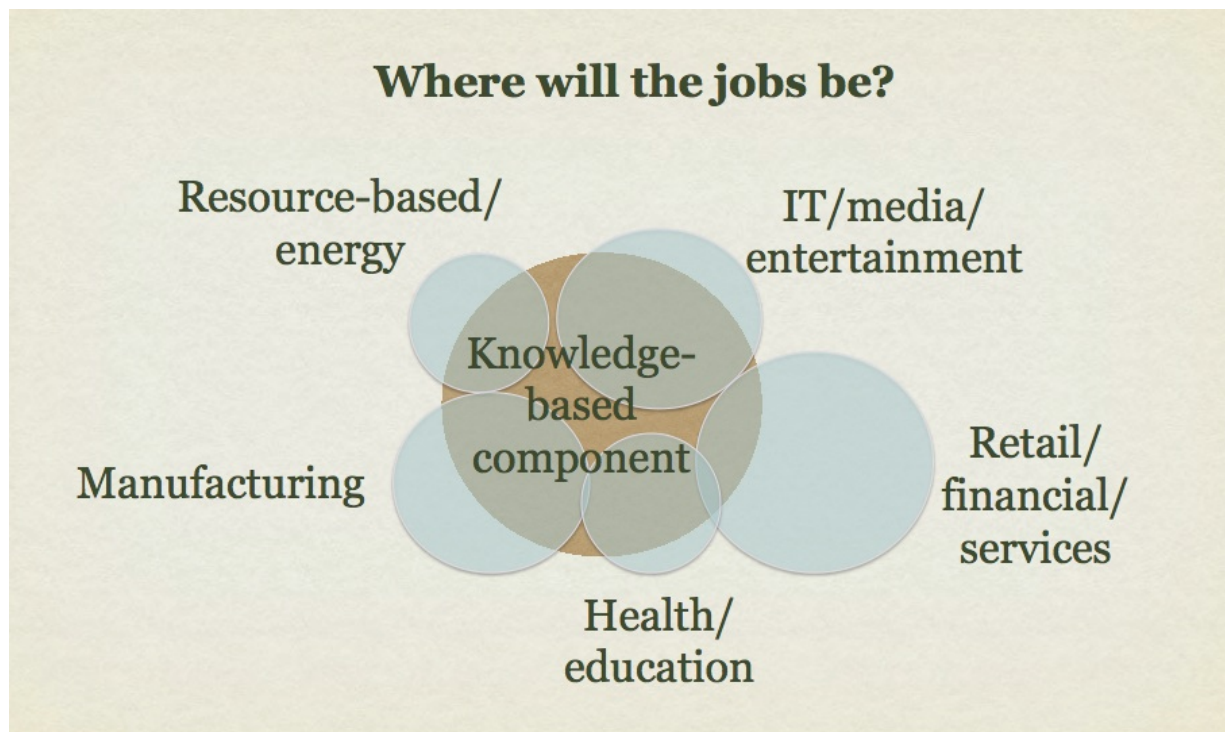 Where will the jobs be?
Resource-based/
energy
IT/media/
entertainment
Knowledge-
based
component
Manufacturing
Retail/
financial/
services
Health/
education